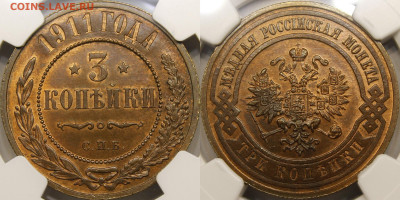 COINS.LAVE.RU
1911 ГОДА
3
КОПѢЙКИ
С.П.Б.
МѢДНАЯ РОССІЙСКАЯ МОНЕТА
ТРИ КОПѢЙКИ